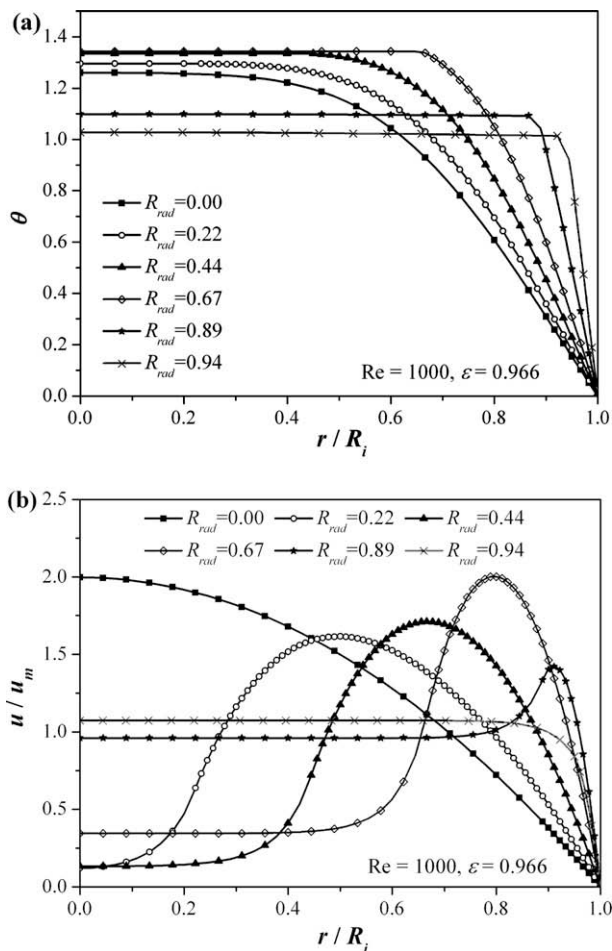 (a)
1.4
1.2
1.0
0.8
0.6
0.4
0.2
0.0
θ
R_rad=0.00
R_rad=0.22
R_rad=0.44
R_rad=0.67
R_rad=0.89
R_rad=0.94
Re = 1000, ε = 0.966
0.0 0.2 0.4 0.6 0.8 1.0
r / R_i
(b)
2.5
2.0
1.5
1.0
0.5
0.0
u / u_m
R_rad=0.00 R_rad=0.22 R_rad=0.44
R_rad=0.67 R_rad=0.89 R_rad=0.94
Re = 1000, ε = 0.966
0.0 0.2 0.4 0.6 0.8 1.0
r / R_i